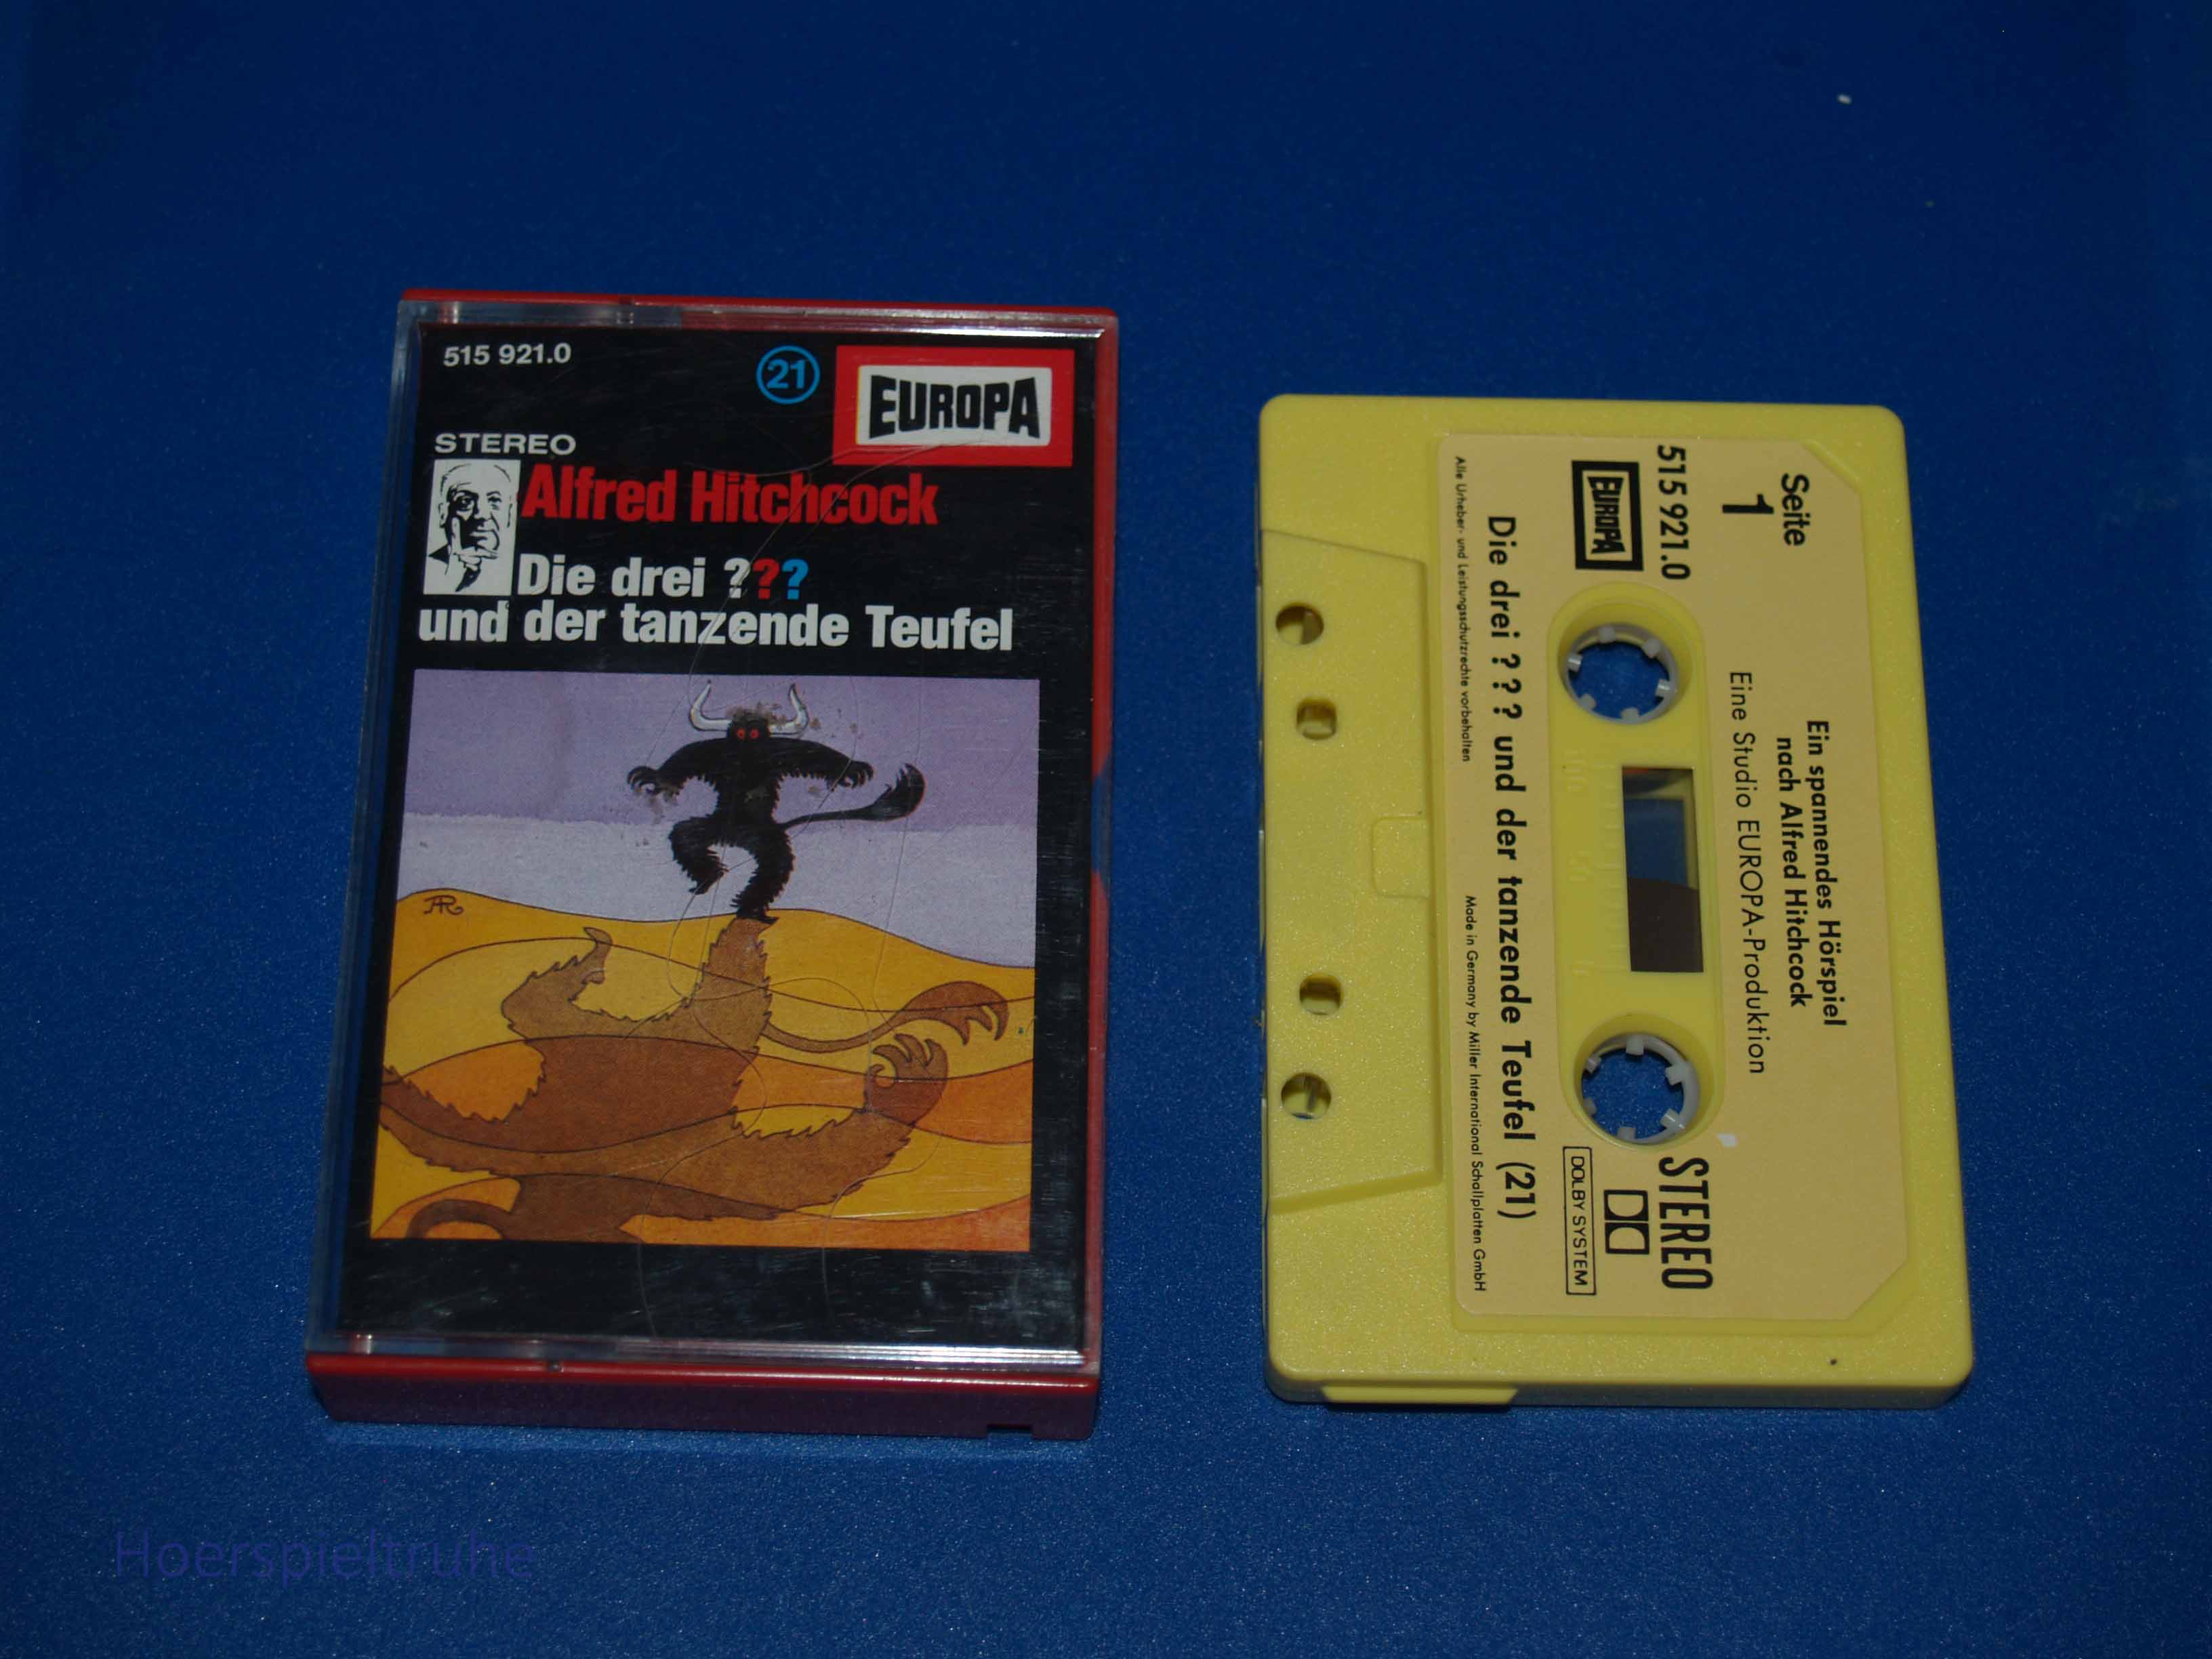 515 921.0
21
EUROPA
STEREO
Alfred Hitchcock
Die drei ???
und der tanzende Teufel
AR
Seite
1
Ein spannendes Hörspiel
nach Alfred Hitchcock
Eine Studio EUROPA-Produktion
515 921.0
EUROPA
STEREO
DOLBY SYSTEM
Die drei ? ? ? und der tanzende Teufel (21)
Alle Urheber- und Leistungsschutzrechte vorbehalten
Made in Germany by Miller International Schallplatten GmbH
Hoerspieltruhe